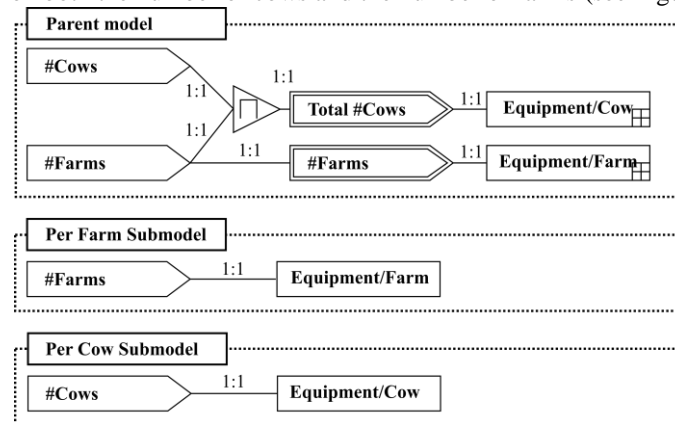 Parent model
#Cows
1:1
1:1
Π
Total #Cows
1:1
Equipment/Cow
1:1
#Farms
1:1
#Farms
1:1
Equipment/Farm
Per Farm Submodel
#Farms
1:1
Equipment/Farm
Per Cow Submodel
#Cows
1:1
Equipment/Cow